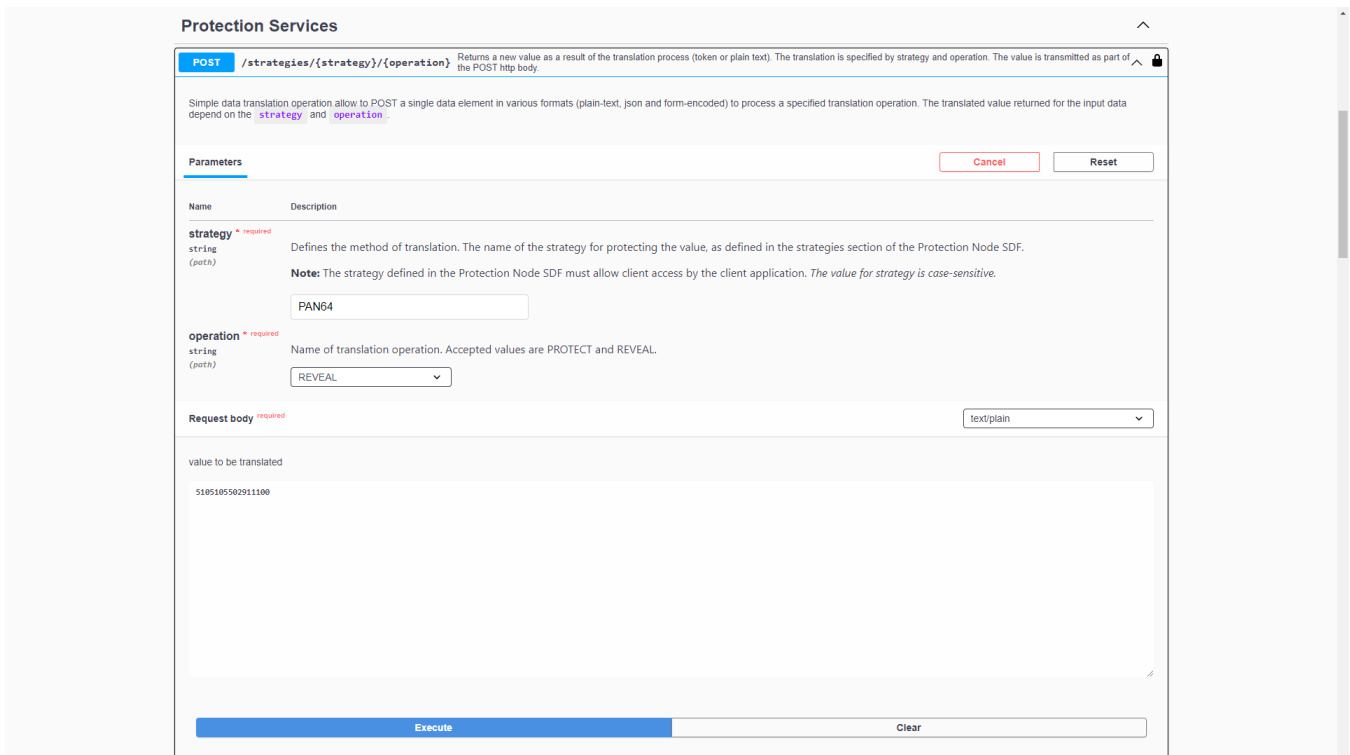 Protection Services
POST /strategies/{strategy}/{operation} Returns a new value as a result of the translation process (token or plain text). The translation is specified by strategy and operation. The value is transmitted as part of
the POST http body.
Simple data translation operation allow to POST a single data element in various formats (plain-text, json and form-encoded) to process a specified translation operation. The translated value returned for the input data
depend on the strategy and operation.
Parameters
Cancel
Reset
Name Description
strategy * required
string
(path)
Defines the method of translation. The name of the strategy for protecting the value, as defined in the strategies section of the Protection Node SDF.
Note: The strategy defined in the Protection Node SDF must allow client access by the client application. The value for strategy is case-sensitive.
PAN64
operation * required
string
(path)
Name of translation operation. Accepted values are PROTECT and REVEAL.
REVEAL
Request body required
text/plain
value to be translated
5105105502911100
Execute
Clear